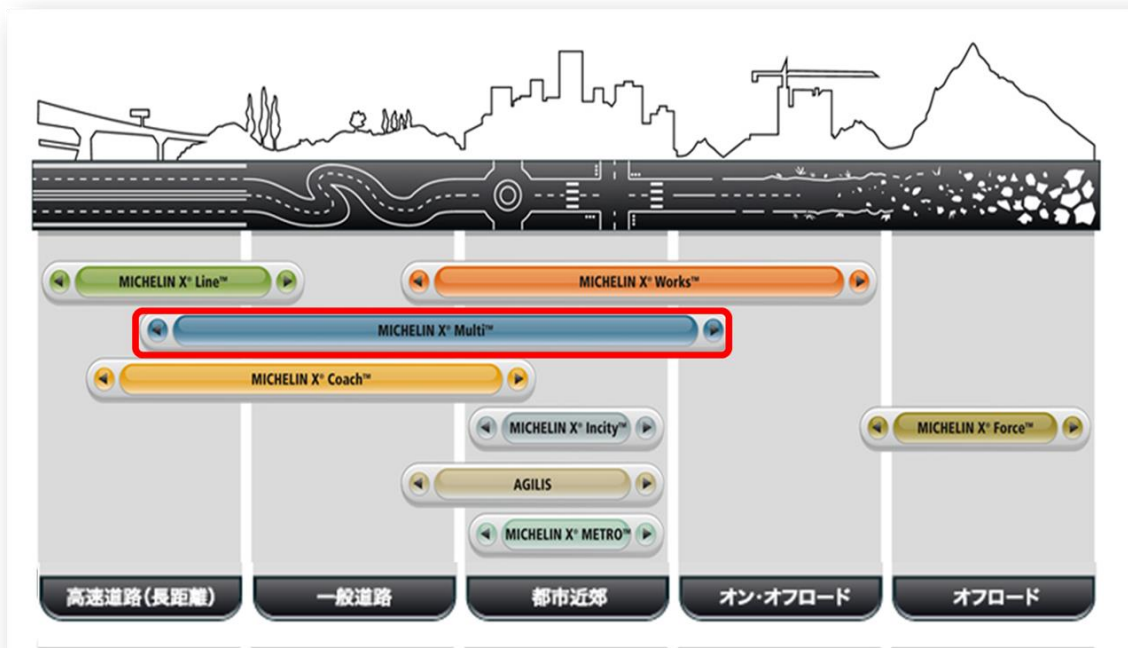 MICHELIN X® Line™
MICHELIN X® Works™
MICHELIN X® Multi™
MICHELIN X® Coach™
MICHELIN X® Incity™
MICHELIN X® Force™
AGILIS
MICHELIN X® METRO™
高速道路(長距離)
一般道路
都市近郊
オン・オフロード
オフロード